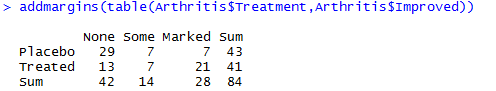 > addmargins(table(Arthritis$Treatment,Arthritis$Improved))
None Some Marked Sum
Placebo 29 7 7 43
Treated 13 7 21 41
Sum 42 14 28 84